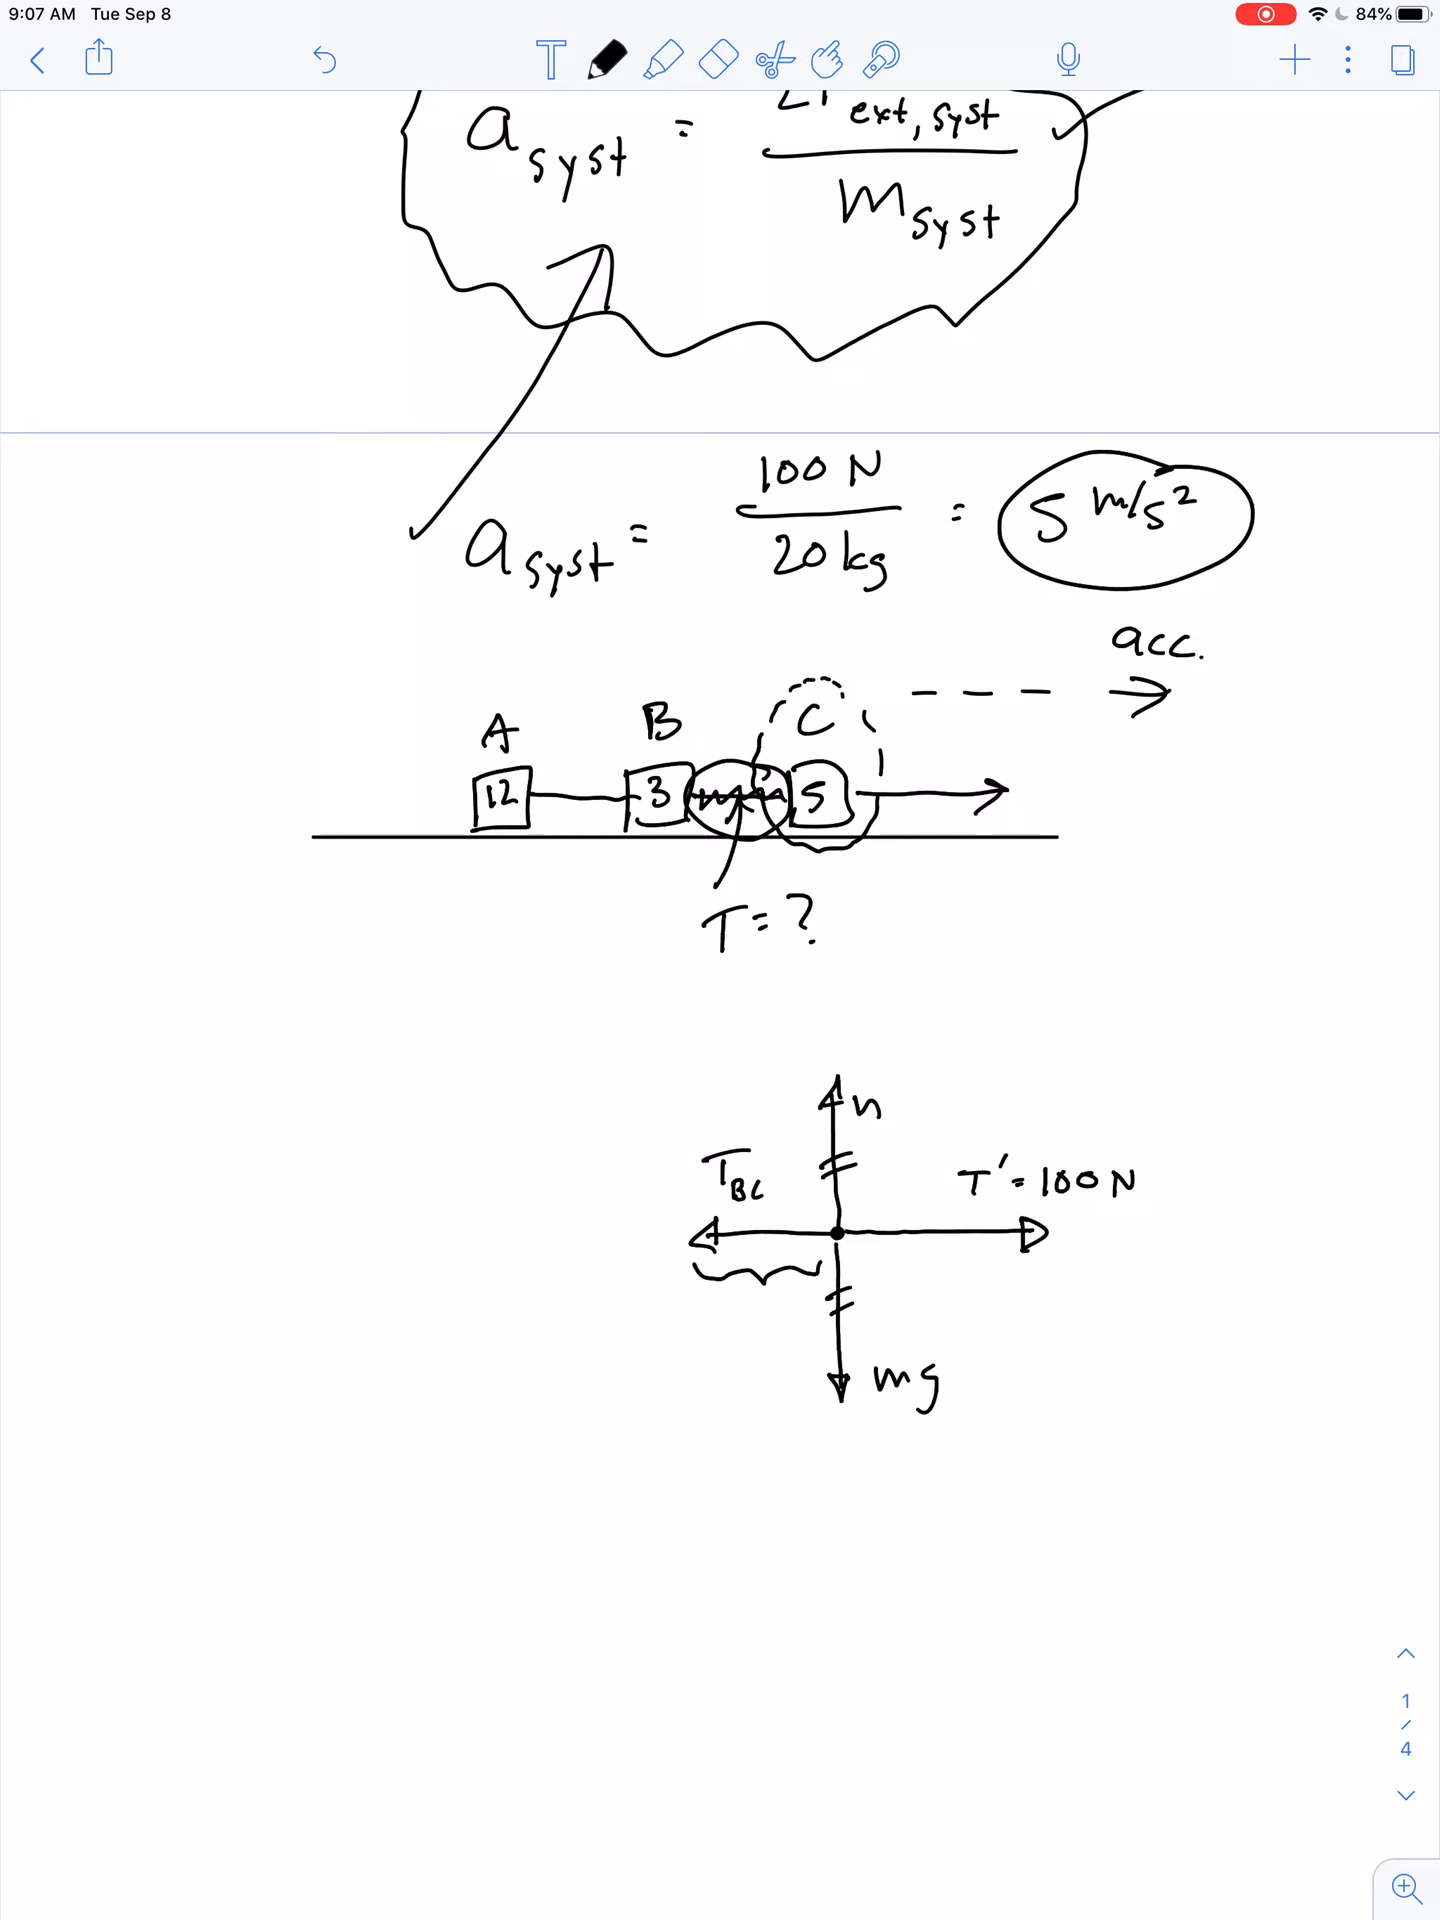 9:07 AM Tue Sep 8
84%
T
a syst = ΣF ext, syst
m syst
a syst = 100 N / 20 kg = 5 m/s²
acc.
A B C
12 3 m 5
T = ?
n
T BC
T' = 100 N
mg
1
/
4